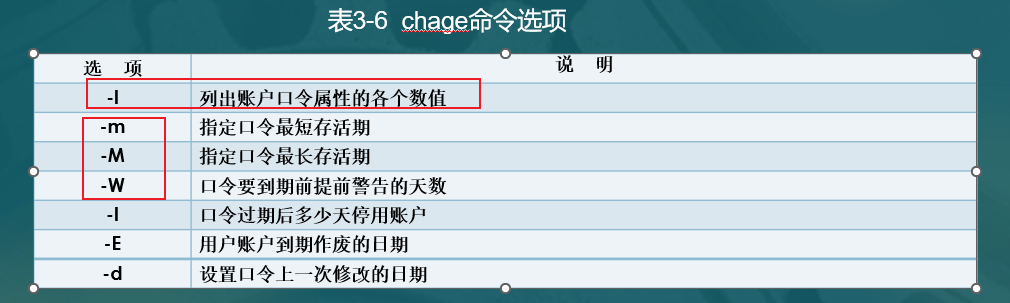 表3-6 chage命令选项
选 项 说 明
-l 列出账户口令属性的各个数值
-m 指定口令最短存活期
-M 指定口令最长存活期
-W 口令要到期前提前警告的天数
-I 口令过期后多少天停用账户
-E 用户账户到期作废的日期
-d 设置口令上一次修改的日期